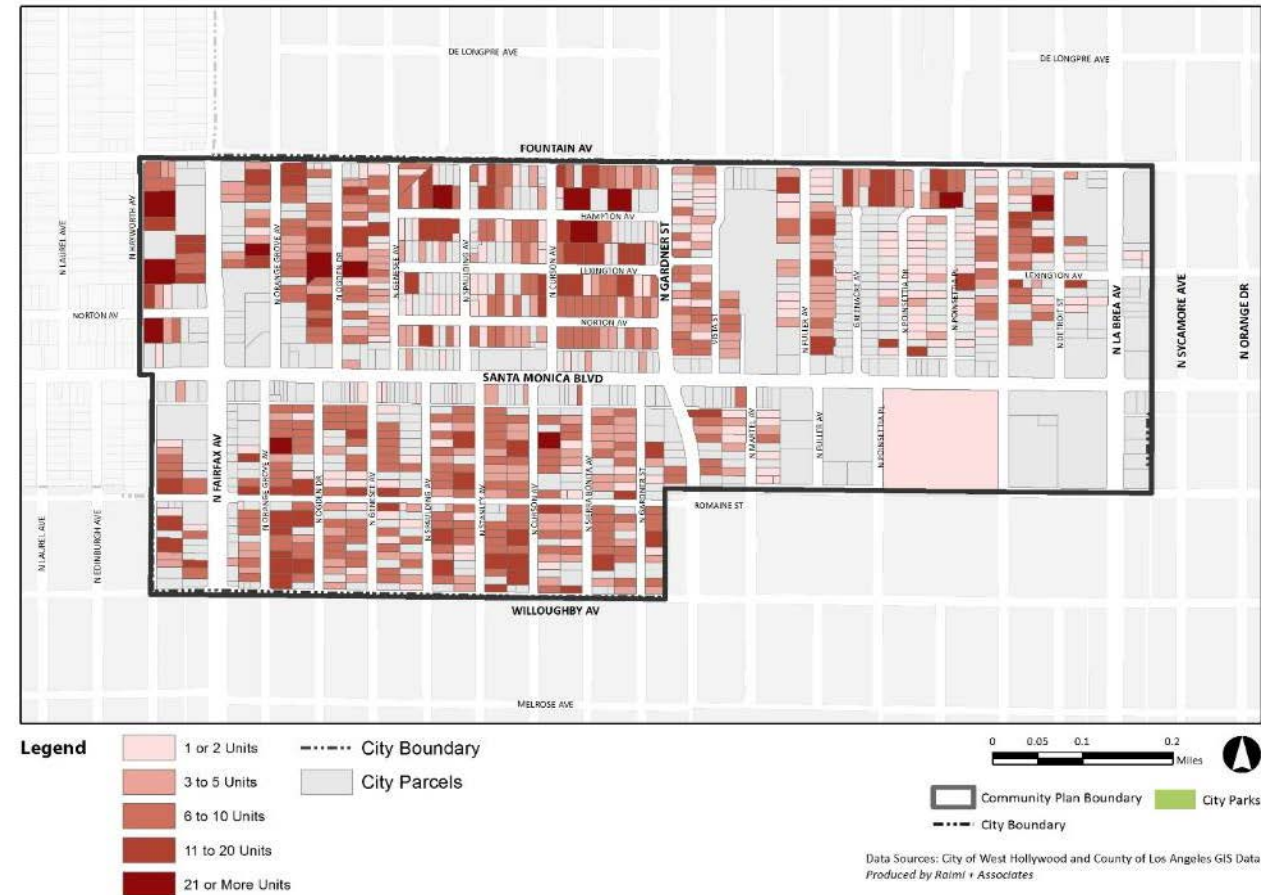 DE LONGPRE AVE
DE LONGPRE AVE
FOUNTAIN AV
N LAUREL AVE
N HAYWORTH AV
N ORANGE GROVE AV
N OGDEN DR
N GENESEE AV
N SPAULDING AV
N CURSON AV
HAMPTON AV
LEXINGTON AV
NORTON AV
N GARDNER ST
VISTA ST
N FULLER AV
GREENACRE AV
N POINSETTIA DR
N POINSETTIA PL
LEXINGTON AV
N DETROIT ST
N LA BREA AV
N SYCAMORE AVE
N ORANGE DR
NORTON AV
SANTA MONICA BLVD
N LAUREL AVE
N EDINBURGH AVE
N FAIRFAX AV
N ORANGE GROVE AV
N OGDEN DR
N GENESEE AV
N SPAULDING AV
N STANLEY AV
N CURSON AV
N SIERRA BONITA AV
N GARDNER ST
N MARTEL AV
N FULLER AV
N POINSETTIA PL
ROMAINE ST
WILLOUGHBY AV
MELROSE AVE
Legend
1 or 2 Units
3 to 5 Units
6 to 10 Units
11 to 20 Units
21 or More Units
City Boundary
City Parcels
0 0.05 0.1 0.2
Miles
Community Plan Boundary
City Parks
City Boundary
Data Sources: City of West Hollywood and County of Los Angeles GIS Data
Produced by Raimi + Associates